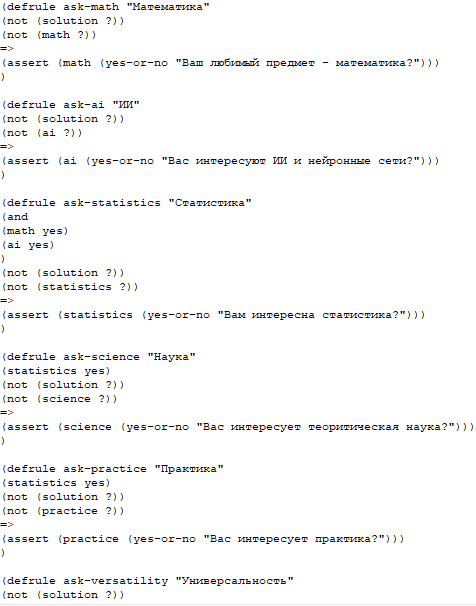 (defrule ask-math "Математика"
(not (solution ?))
(not (math ?))
=>
(assert (math (yes-or-no "Ваш любимый предмет - математика?")))
)

(defrule ask-ai "ИИ"
(not (solution ?))
(not (ai ?))
=>
(assert (ai (yes-or-no "Вас интересуют ИИ и нейронные сети?")))
)

(defrule ask-statistics "Статистика"
(and
(math yes)
(ai yes)
)
(not (solution ?))
(not (statistics ?))
=>
(assert (statistics (yes-or-no "Вам интересна статистика?")))
)

(defrule ask-science "Наука"
(statistics yes)
(not (solution ?))
(not (science ?))
=>
(assert (science (yes-or-no "Вас интересует теоритическая наука?")))
)

(defrule ask-practice "Практика"
(statistics yes)
(not (solution ?))
(not (practice ?))
=>
(assert (practice (yes-or-no "Вас интересует практика?")))
)

(defrule ask-versatility "Универсальность"
(not (solution ?))